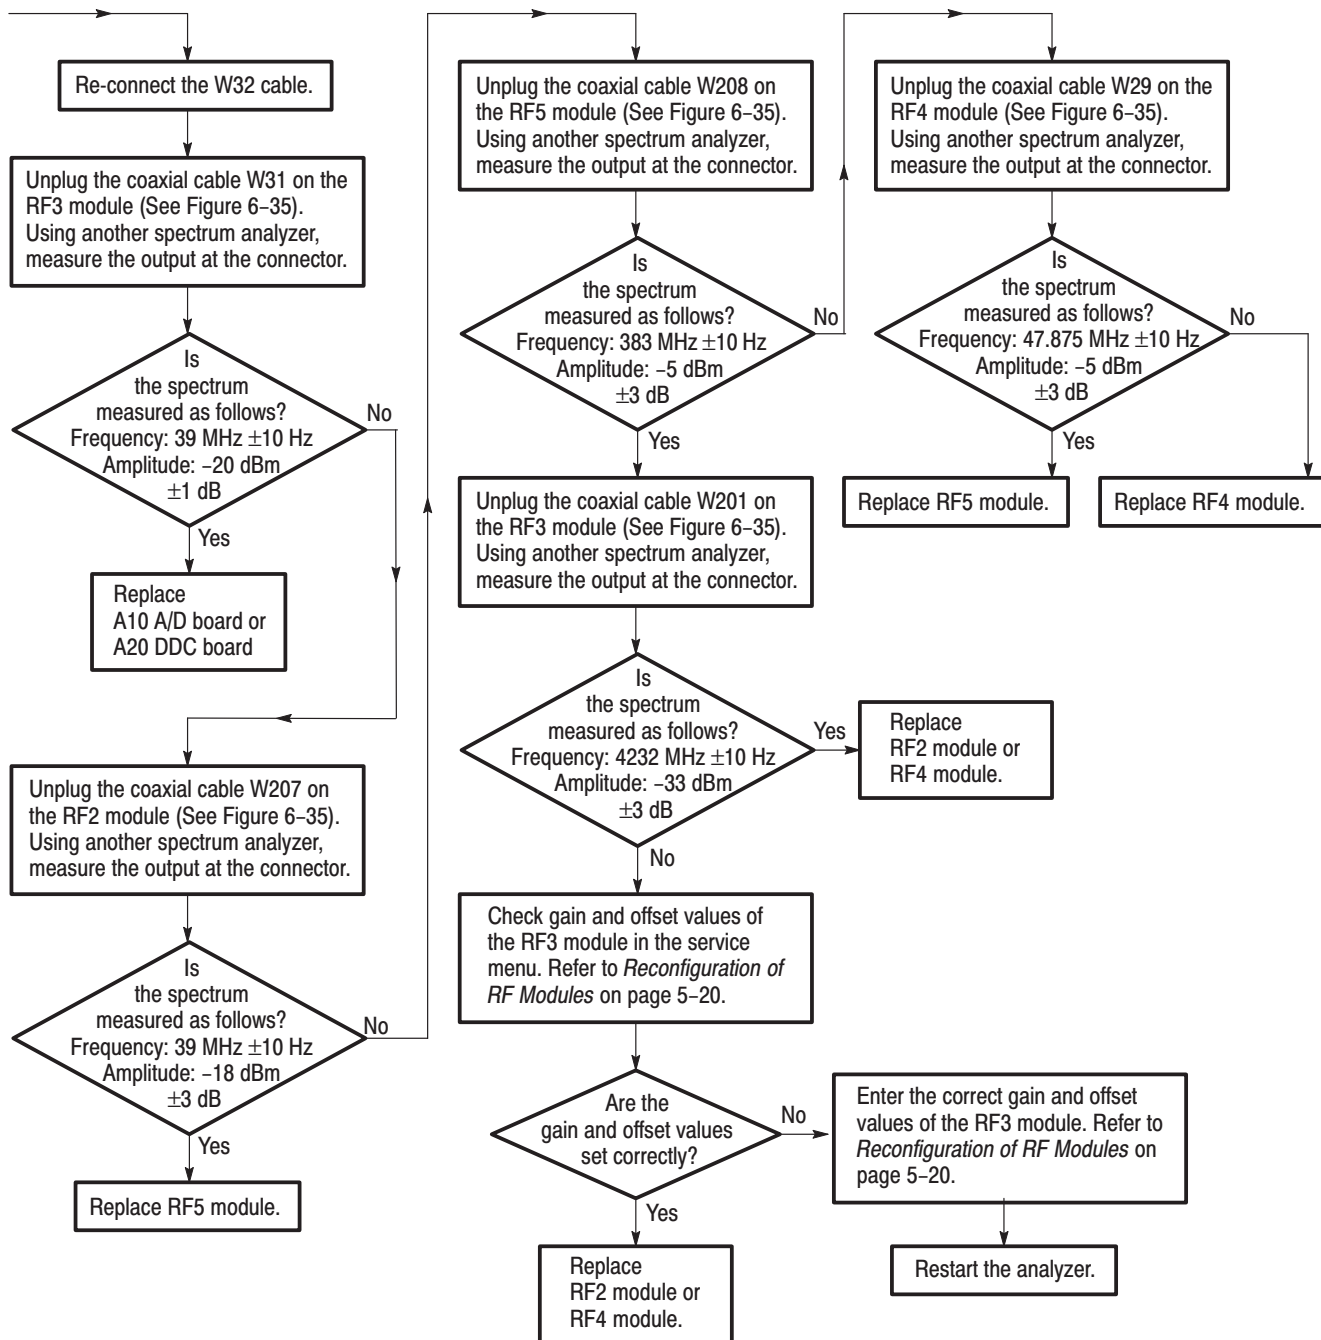 Re-connect the W32 cable.
Unplug the coaxial cable W31 on the
RF3 module (See Figure 6–35).
Using another spectrum analyzer,
measure the output at the connector.
Is
the spectrum
measured as follows?
Frequency: 39 MHz ±10 Hz
Amplitude: –20 dBm
±1 dB
No
Yes
Replace
A10 A/D board or
A20 DDC board
Unplug the coaxial cable W207 on
the RF2 module (See Figure 6–35).
Using another spectrum analyzer,
measure the output at the connector.
Is
the spectrum
measured as follows?
Frequency: 39 MHz ±10 Hz
Amplitude: –18 dBm
±3 dB
No
Yes
Replace RF5 module.
Unplug the coaxial cable W208 on
the RF5 module (See Figure 6–35).
Using another spectrum analyzer,
measure the output at the connector.
Is
the spectrum
measured as follows?
Frequency: 383 MHz ±10 Hz
Amplitude: –5 dBm
±3 dB
No
Yes
Unplug the coaxial cable W201 on
the RF3 module (See Figure 6–35).
Using another spectrum analyzer,
measure the output at the connector.
Is
the spectrum
measured as follows?
Frequency: 4232 MHz ±10 Hz
Amplitude: –33 dBm
±3 dB
Yes
Replace
RF2 module or
RF4 module.
No
Check gain and offset values of
the RF3 module in the service
menu. Refer to Reconfiguration of
RF Modules on page 5–20.
Are the
gain and offset values
set correctly?
No
Enter the correct gain and offset
values of the RF3 module. Refer to
Reconfiguration of RF Modules on
page 5–20.
Restart the analyzer.
Yes
Replace
RF2 module or
RF4 module.
Unplug the coaxial cable W29 on the
RF4 module (See Figure 6–35).
Using another spectrum analyzer,
measure the output at the connector.
Is
the spectrum
measured as follows?
Frequency: 47.875 MHz ±10 Hz
Amplitude: –5 dBm
±3 dB
No
Yes
Replace RF5 module.
Replace RF4 module.